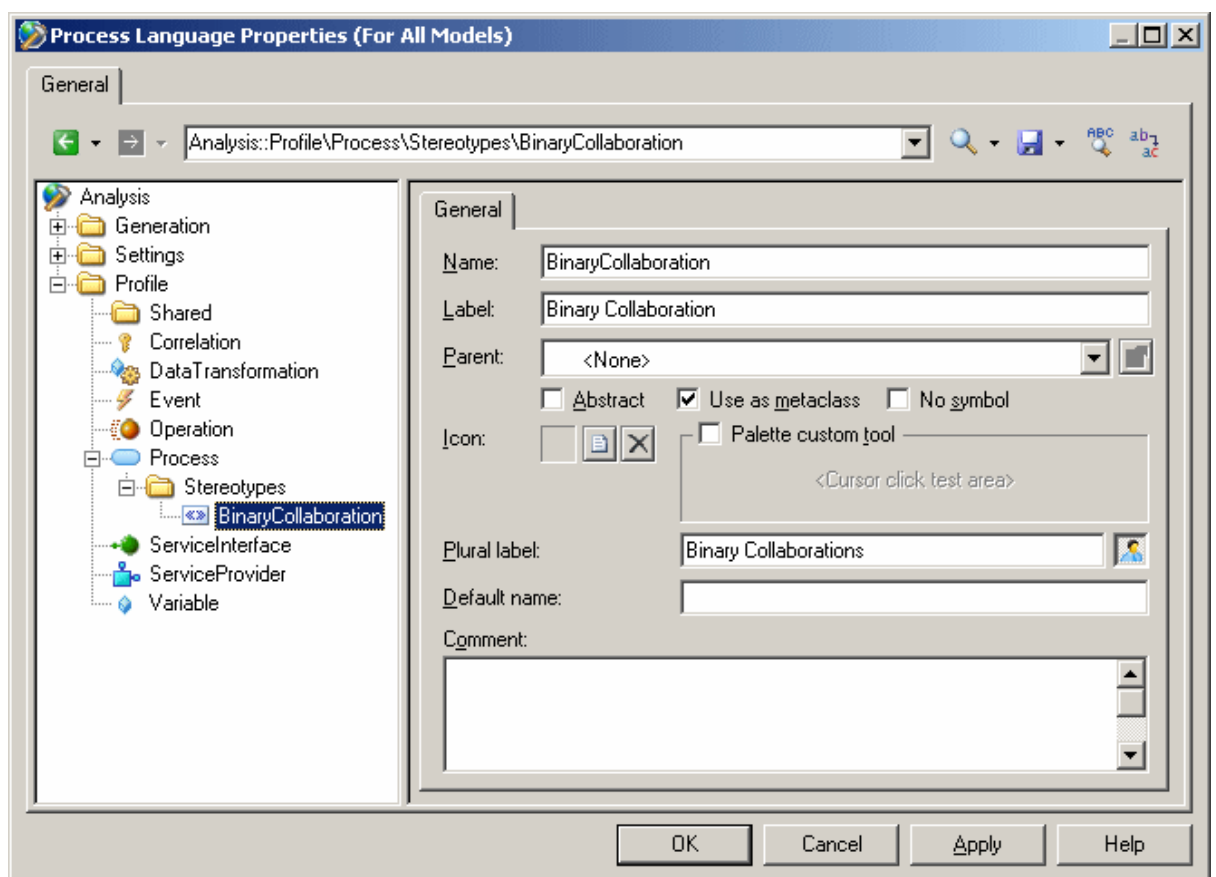 Process Language Properties (For All Models)
General
Analysis::Profile\Process\Stereotypes\BinaryCollaboration
ABC
ab
ac
Analysis
Generation
Settings
Profile
Shared
Correlation
DataTransformation
Event
Operation
Process
Stereotypes
«» BinaryCollaboration
ServiceInterface
ServiceProvider
Variable
General
Name: BinaryCollaboration
Label: Binary Collaboration
Parent: <None>
Abstract Use as metaclass No symbol
Icon: Palette custom tool
<Cursor click test area>
Plural label: Binary Collaborations
Default name:
Comment:
OK Cancel Apply Help